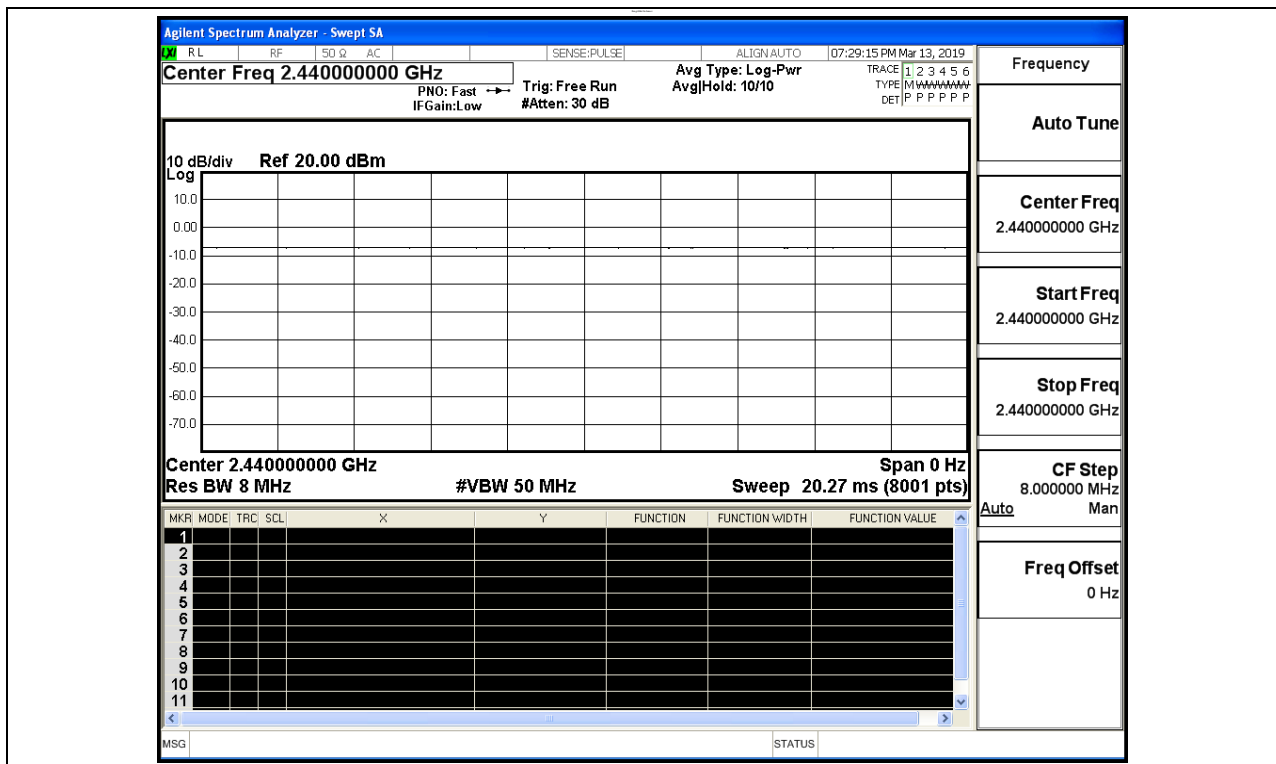 Agilent Spectrum Analyzer - Swept SA
LXI RL RF 50 Ω AC SENSE:PULSE ALIGN AUTO 07:29:15 PM Mar 13, 2019
Center Freq 2.440000000 GHz
PNO: Fast
IFGain:Low
Trig: Free Run
#Atten: 30 dB
Avg Type: Log-Pwr
Avg|Hold: 10/10
TRACE 1 2 3 4 5 6
TYPE MWWWWW
DET P P P P P P
10 dB/div Ref 20.00 dBm
Log
10.0
0.00
-10.0
-20.0
-30.0
-40.0
-50.0
-60.0
-70.0
Center 2.440000000 GHz Span 0 Hz
Res BW 8 MHz #VBW 50 MHz Sweep 20.27 ms (8001 pts)
MKR MODE TRC SCL X Y FUNCTION FUNCTION WIDTH FUNCTION VALUE
1
2
3
4
5
6
7
8
9
10
11
MSG STATUS
Frequency
Auto Tune
Center Freq
2.440000000 GHz
Start Freq
2.440000000 GHz
Stop Freq
2.440000000 GHz
CF Step
8.000000 MHz
Auto Man
Freq Offset
0 Hz